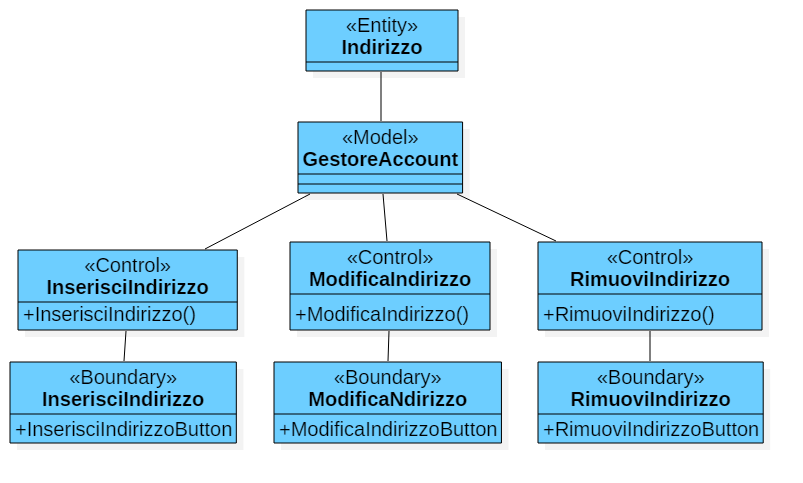 «Entity»
Indirizzo
«Model»
GestoreAccount
«Control»
InserisciIndirizzo
+InserisciIndirizzo()
«Control»
ModificaIndirizzo
+ModificaIndirizzo()
«Control»
RimuoviIndirizzo
+RimuoviIndirizzo()
«Boundary»
InserisciIndirizzo
+InserisciIndirizzoButton
«Boundary»
ModificaNdirizzo
+ModificaIndirizzoButton
«Boundary»
RimuoviIndirizzo
+RimuoviIndirizzoButton